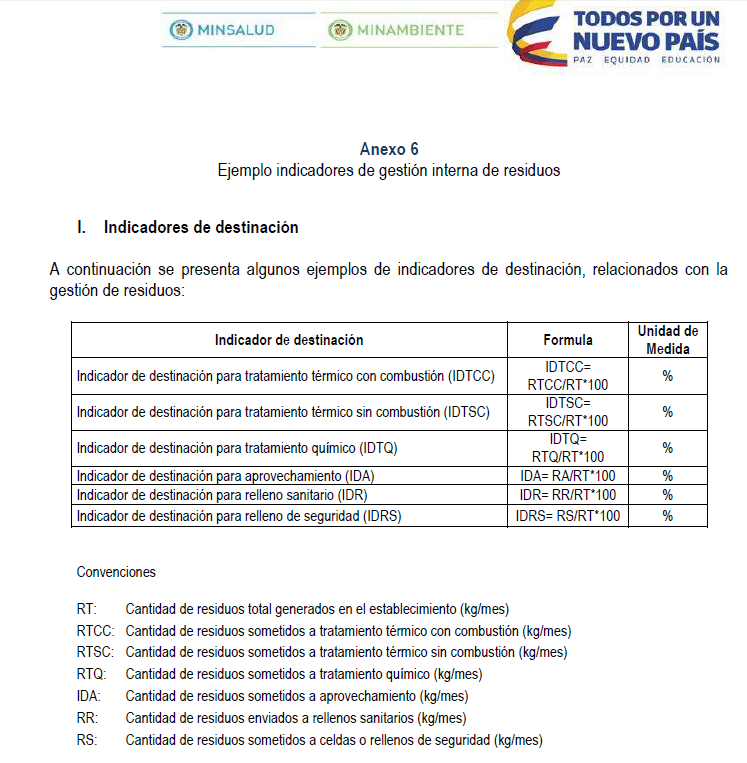 MINSALUD
MINAMBIENTE
TODOS POR UN
NUEVO PAÍS
PAZ EQUIDAD EDUCACIÓN
Anexo 6
Ejemplo indicadores de gestión interna de residuos
I. Indicadores de destinación
A continuación se presenta algunos ejemplos de indicadores de destinación, relacionados con la
gestión de residuos:
Indicador de destinación
Formula
Unidad de
Medida
Indicador de destinación para tratamiento térmico con combustión (IDTCC)
IDTCC=
RTCC/RT*100
%
Indicador de destinación para tratamiento térmico sin combustión (IDTSC)
IDTSC=
RTSC/RT*100
%
Indicador de destinación para tratamiento químico (IDTQ)
IDTQ=
RTQ/RT*100
%
Indicador de destinación para aprovechamiento (IDA)
IDA= RA/RT*100
%
Indicador de destinación para relleno sanitario (IDR)
IDR= RR/RT*100
%
Indicador de destinación para relleno de seguridad (IDRS)
IDRS= RS/RT*100
%
Convenciones
RT: Cantidad de residuos total generados en el establecimiento (kg/mes)
RTCC: Cantidad de residuos sometidos a tratamiento térmico con combustión (kg/mes)
RTSC: Cantidad de residuos sometidos a tratamiento térmico sin combustión (kg/mes)
RTQ: Cantidad de residuos sometidos a tratamiento químico (kg/mes)
IDA: Cantidad de residuos sometidos a aprovechamiento (kg/mes)
RR: Cantidad de residuos enviados a rellenos sanitarios (kg/mes)
RS: Cantidad de residuos sometidos a celdas o rellenos de seguridad (kg/mes)